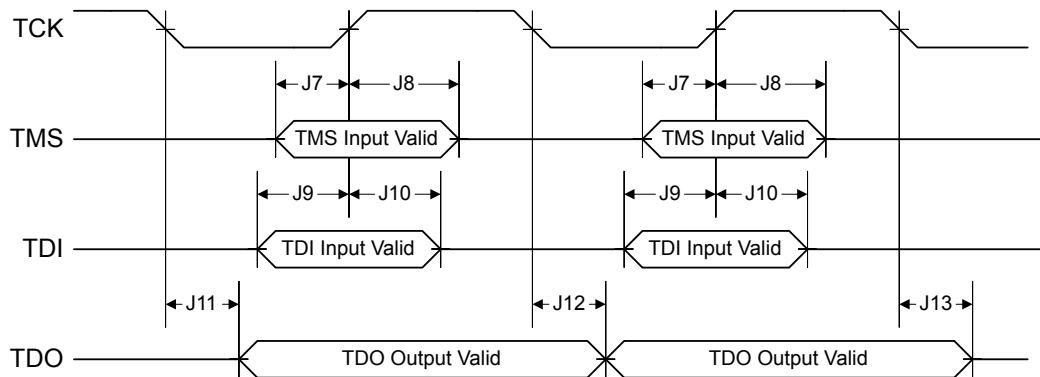 TCK
J7 J8 J7 J8
TMS TMS Input Valid TMS Input Valid
J9 J10 J9 J10
TDI TDI Input Valid TDI Input Valid
J11 J12 J13
TDO TDO Output Valid TDO Output Valid